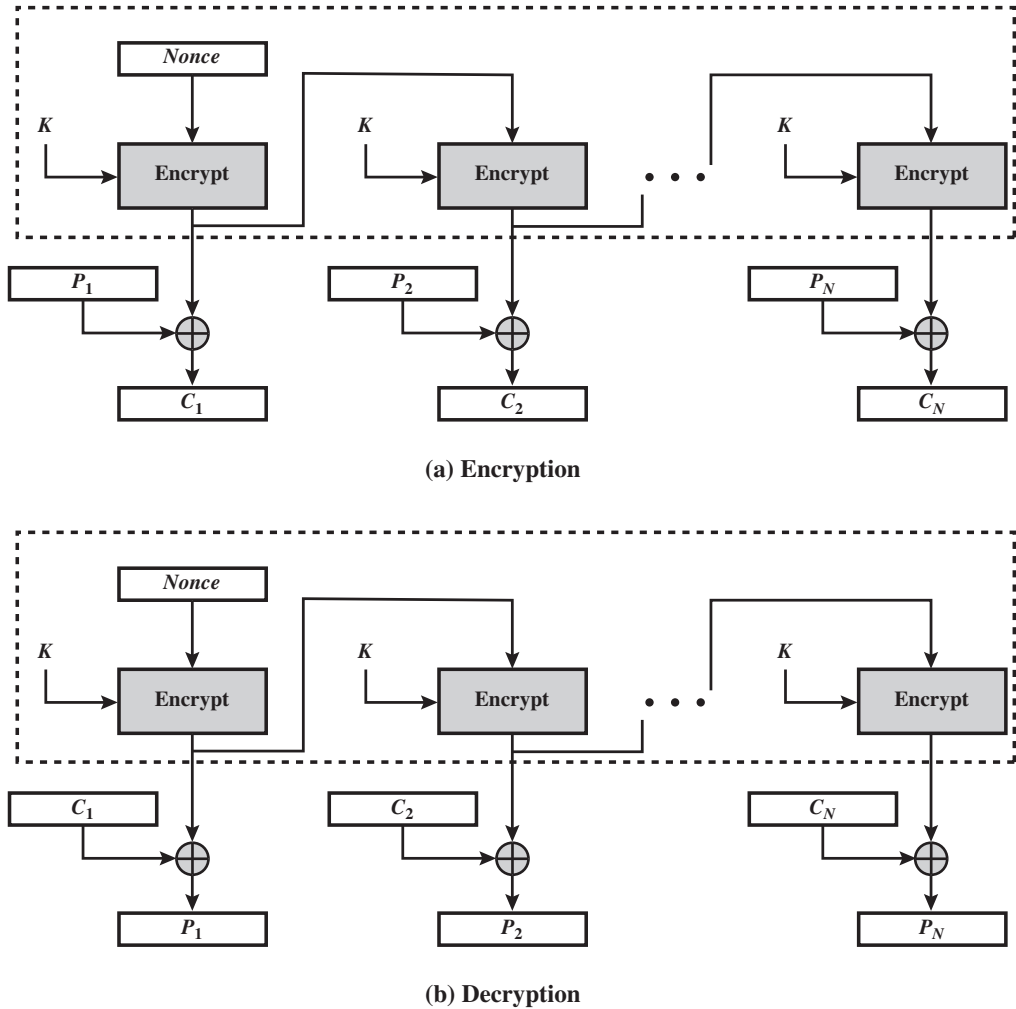 Nonce
K
K
K
Encrypt
Encrypt
Encrypt
P1
P2
PN
C1
C2
CN
(a) Encryption
Nonce
K
K
K
Encrypt
Encrypt
Encrypt
C1
C2
CN
P1
P2
PN
(b) Decryption